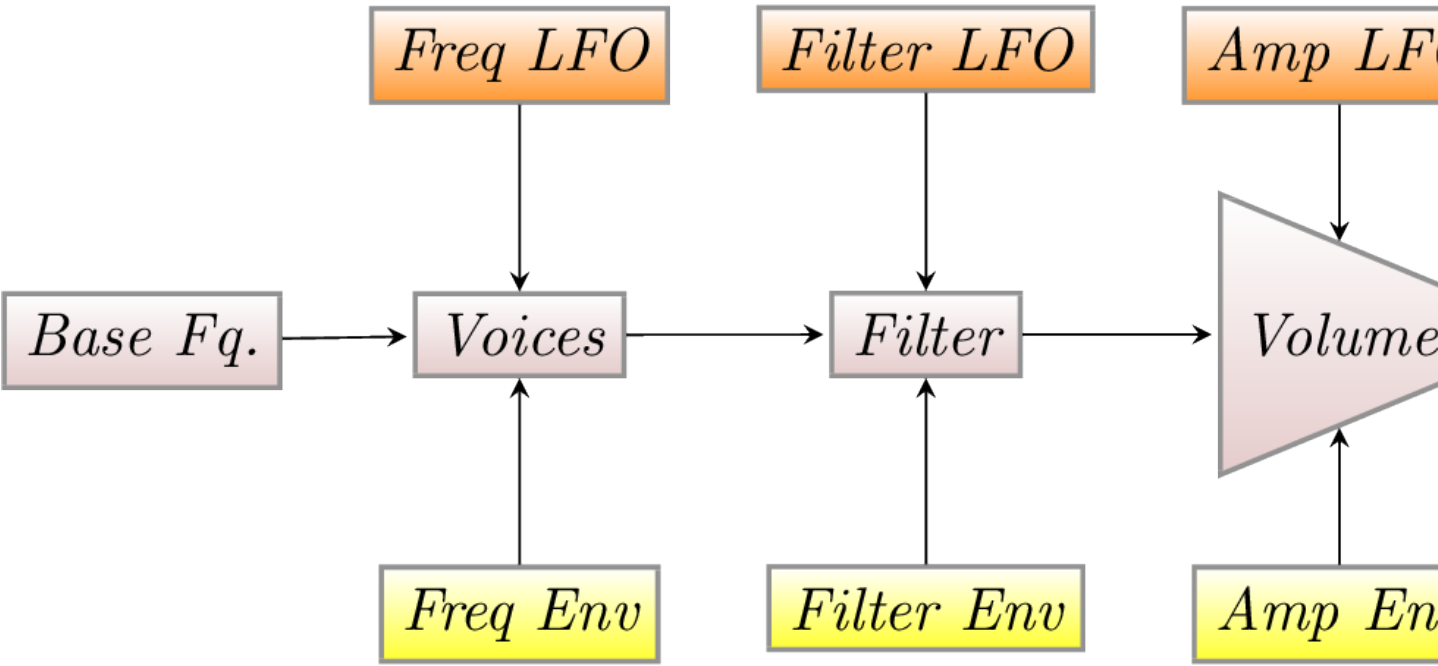 Freq LFO
Filter LFO
Amp LF
Base Fq.
Voices
Filter
Volume
Freq Env
Filter Env
Amp En